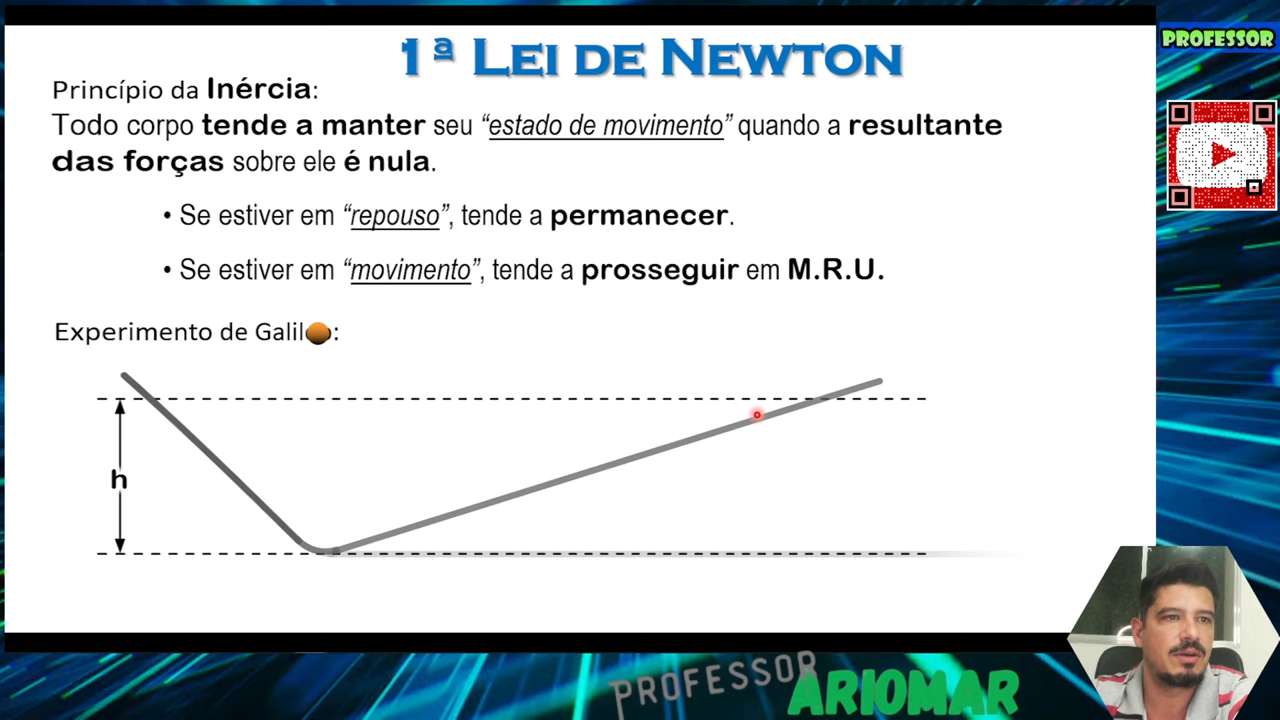 1ª LEI DE NEWTON
PROFESSOR
Princípio da Inércia:
Todo corpo tende a manter seu “estado de movimento” quando a resultante
das forças sobre ele é nula.
• Se estiver em “repouso”, tende a permanecer.
• Se estiver em “movimento”, tende a prosseguir em M.R.U.
Experimento de
h
PROFESSOR
ARIOMAR